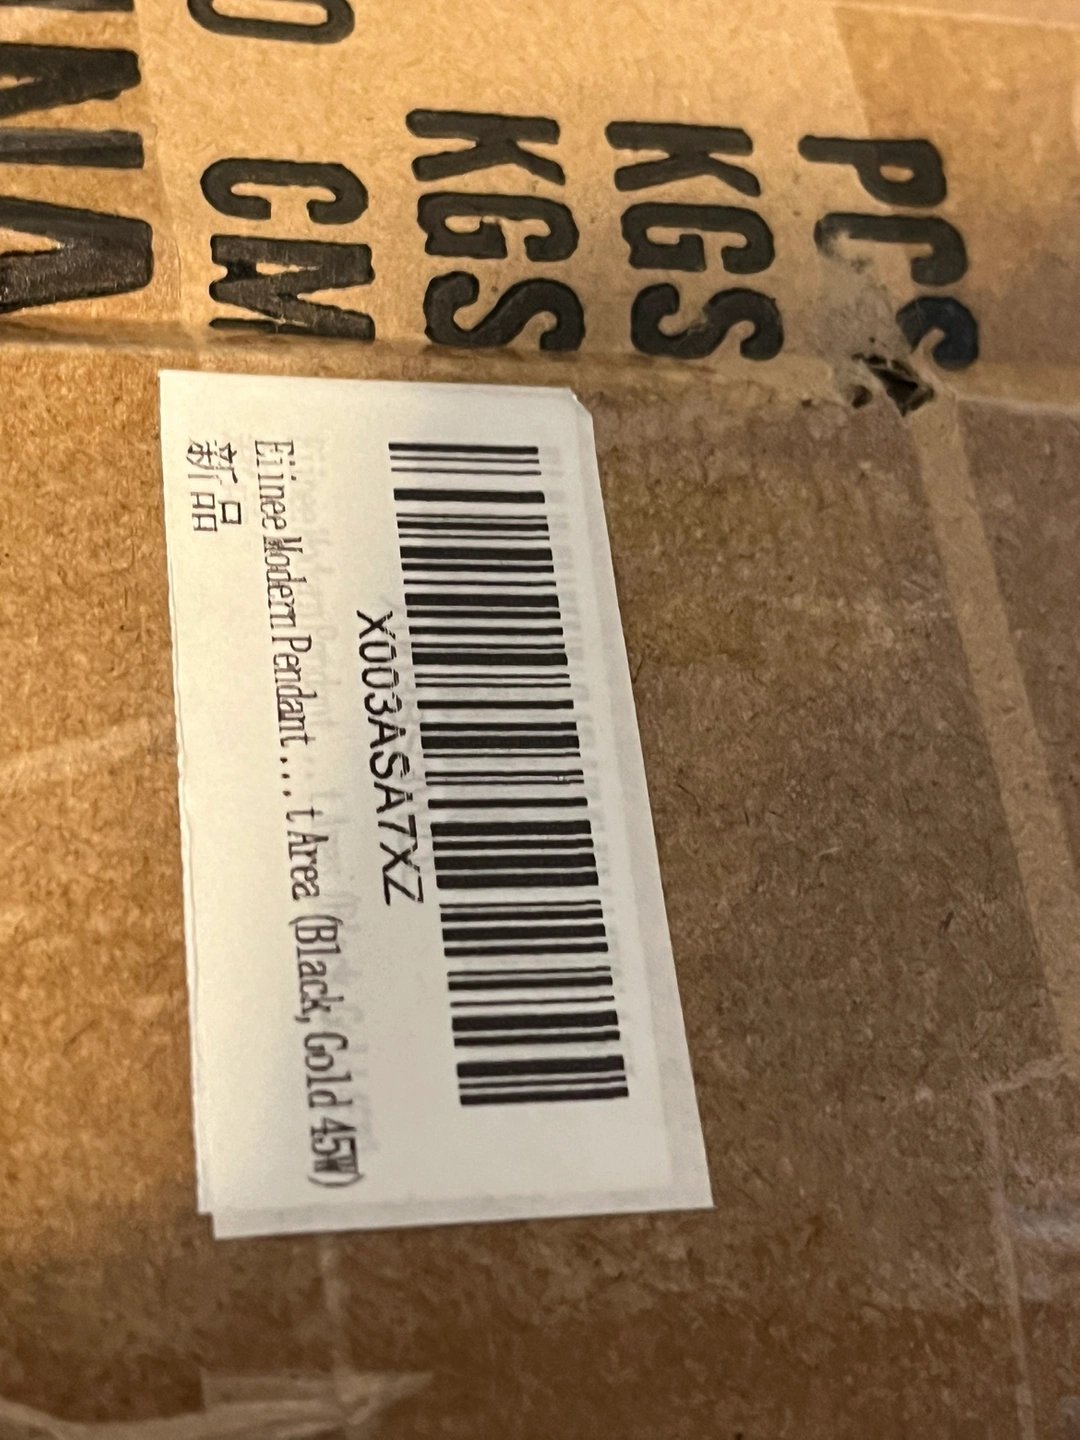 PCS
KGS
KGS
CM
X003ASA7XZ
Eiinee Modern Pendant ... t Area (Black, Gold 45W)
新品